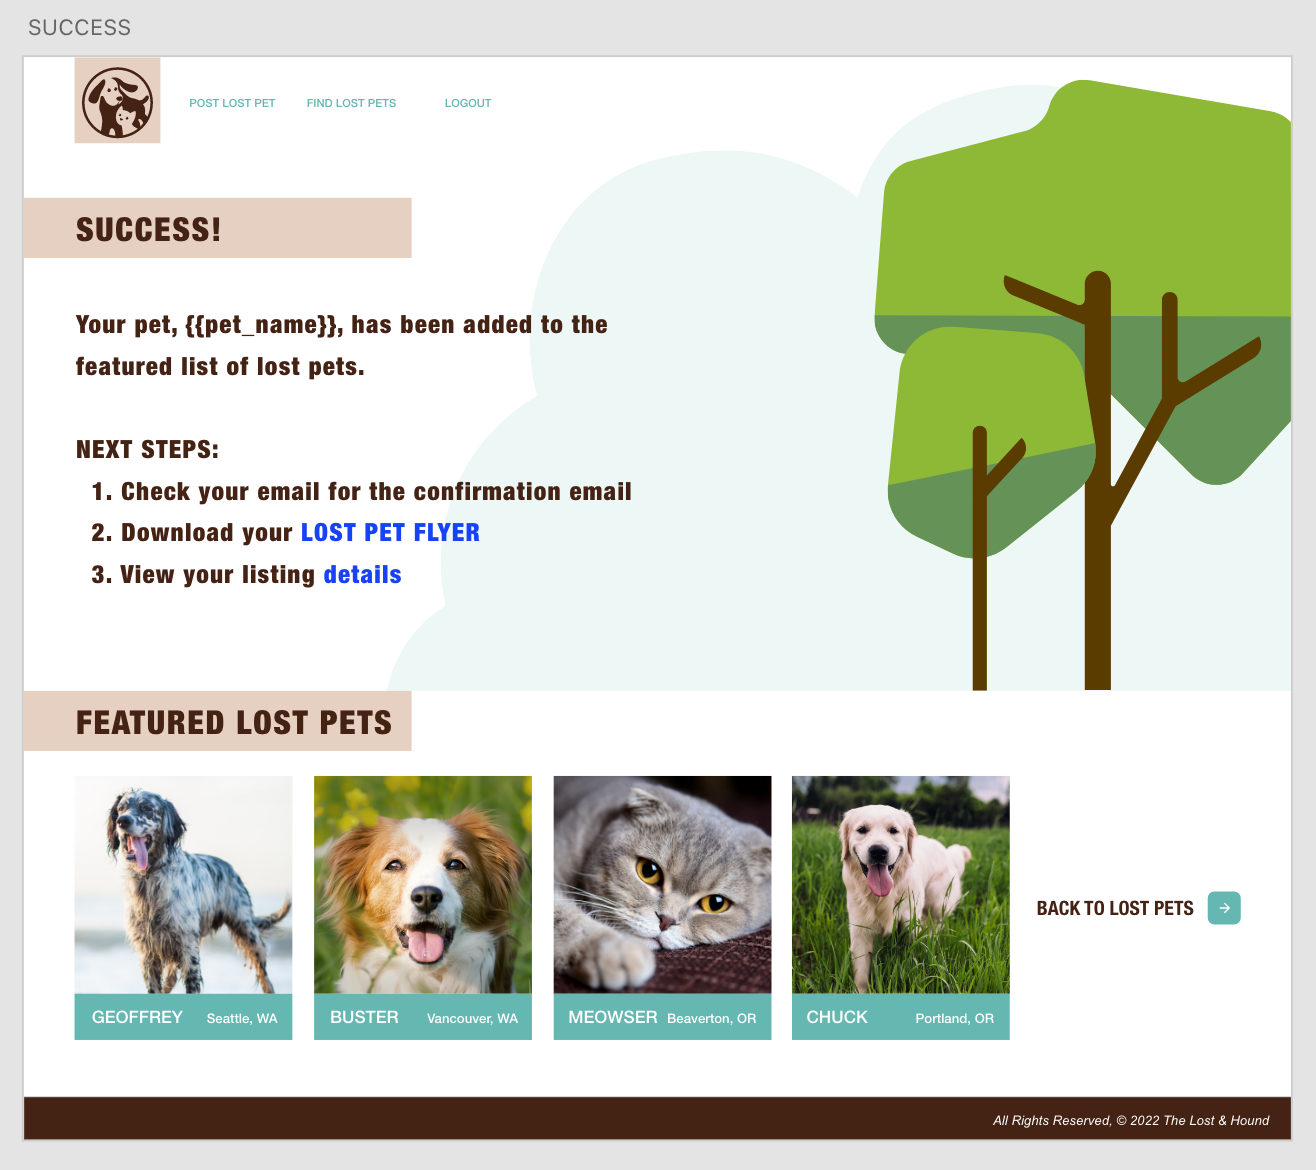 SUCCESS
POST LOST PET
FIND LOST PETS
LOGOUT
SUCCESS!
Your pet, {{pet_name}}, has been added to the
featured list of lost pets.
NEXT STEPS:
1. Check your email for the confirmation email
2. Download your LOST PET FLYER
3. View your listing details
FEATURED LOST PETS
GEOFFREY Seattle, WA
BUSTER Vancouver, WA
MEOWSER Beaverton, OR
CHUCK Portland, OR
BACK TO LOST PETS
All Rights Reserved, © 2022 The Lost & Hound